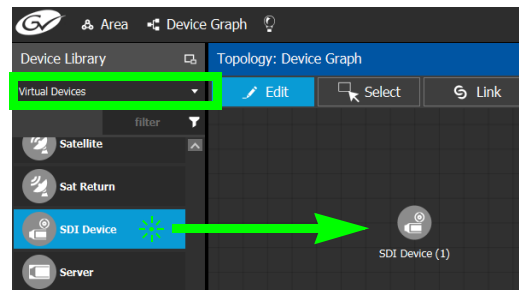 GV Area Device Graph
Device Library
Topology: Device Graph
Virtual Devices
Edit Select Link
filter
Satellite
Sat Return
SDI Device
SDI Device (1)
Server